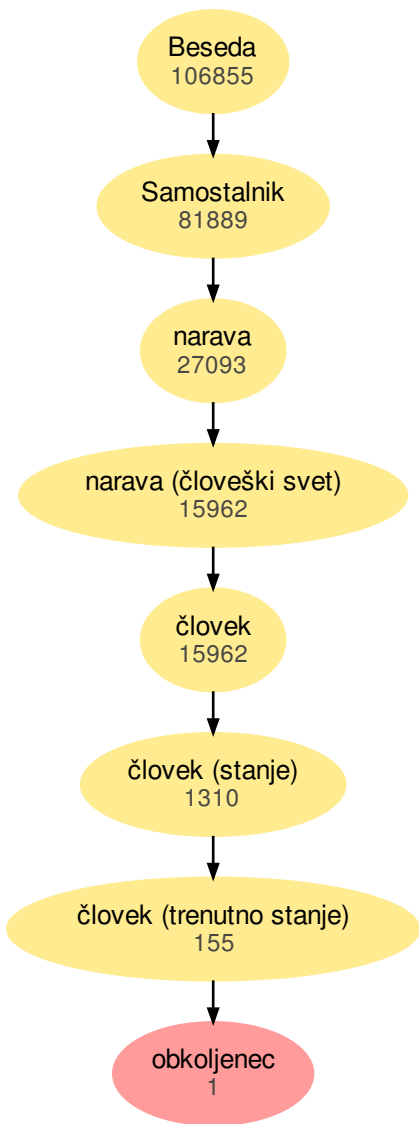 Beseda
106855
Samostalnik
81889
narava
27093
narava (človeški svet)
15962
človek
15962
človek (stanje)
1310
človek (trenutno stanje)
155
obkoljenec
1